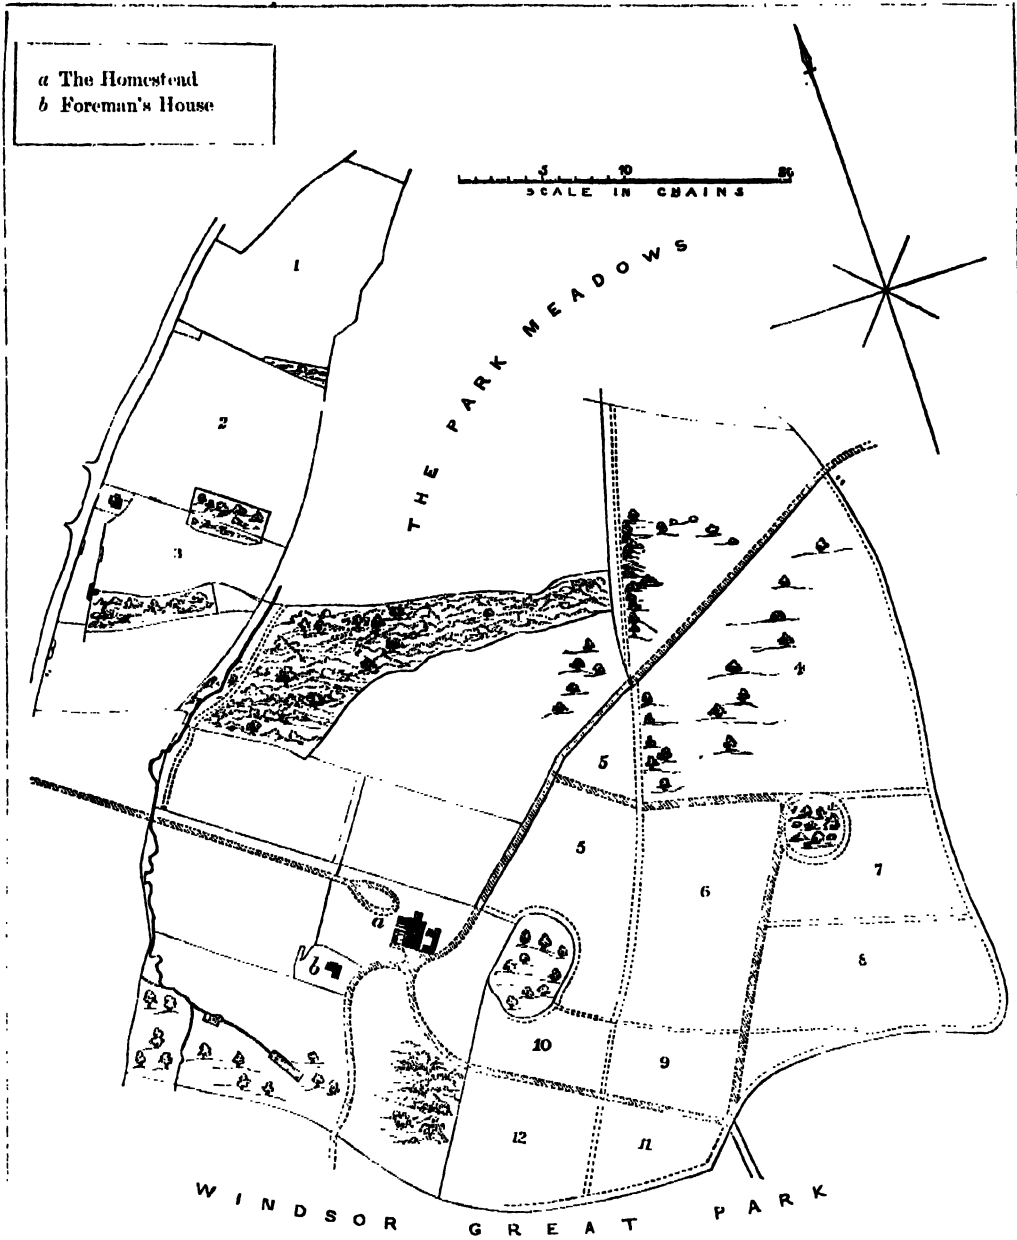 a The Homestead
b Foreman's House
5 10 20
SCALE IN CHAINS
THE PARK MEADOWS
1
2
3
4
5
5
6
7
a
8
b
10
9
12
11
WINDSOR GREAT PARK